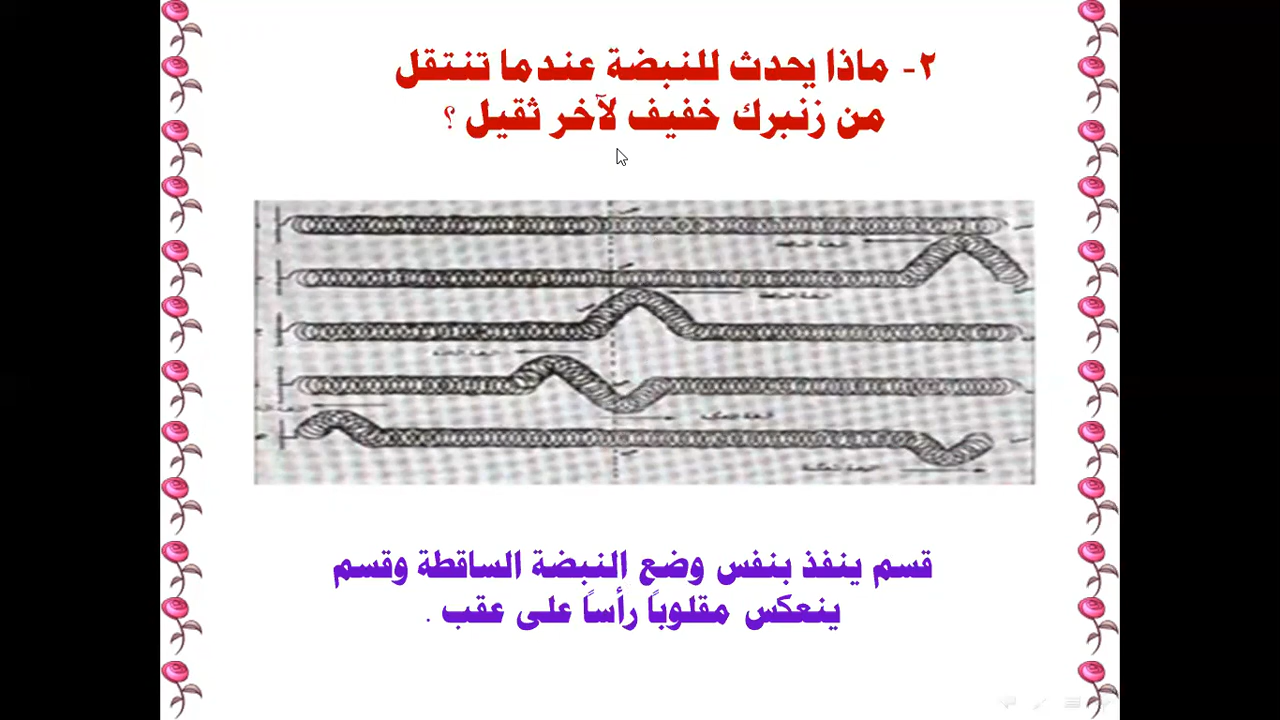 ٢- ماذا يحدث للنبضة عندما تنتقل
من زنبرك خفيف لآخر ثقيل ؟
قسم ينفذ بنفس وضع النبضة الساقطة وقسم
ينعكس مقلوباً رأساً على عقب .